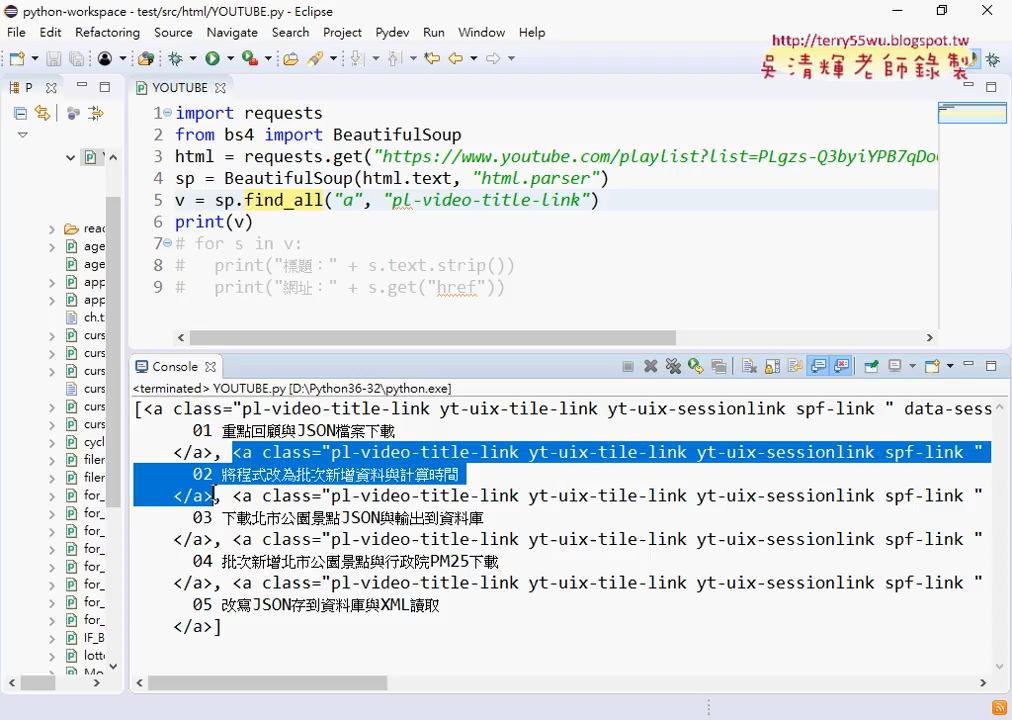 python-workspace - test/src/html/YOUTUBE.py - Eclipse
File Edit Refactoring Source Navigate Search Project Pydev Run Window Help
http://terry55wu.blogspot.tw
吳清輝老師錄製
P
YOUTUBE
1 import requests
2 from bs4 import BeautifulSoup
3 html = requests.get("https://www.youtube.com/playlist?list=PLgzs-Q3byiYPB7qDo
4 sp = BeautifulSoup(html.text, "html.parser")
5 v = sp.find_all("a", "pl-video-title-link")
6 print(v)
7 # for s in v:
8 #   print("標題：" + s.text.strip())
9 #   print("網址：" + s.get("href"))
read
age
age
app
app
ch.t
curs
curs
curs
curs
curs
curs
cycl
filer
filer
for_
for_
for_
for_
for_
for_
for_
IF_B
lotte
Mo
Console
<terminated> YOUTUBE.py [D:\Python36-32\python.exe]
[<a class="pl-video-title-link yt-uix-tile-link yt-uix-sessionlink spf-link " data-sess
01 重點回顧與JSON檔案下載
</a>, <a class="pl-video-title-link yt-uix-tile-link yt-uix-sessionlink spf-link "
02 將程式改為批次新增資料與計算時間
</a>, <a class="pl-video-title-link yt-uix-tile-link yt-uix-sessionlink spf-link "
03 下載北市公園景點JSON與輸出到資料庫
</a>, <a class="pl-video-title-link yt-uix-tile-link yt-uix-sessionlink spf-link "
04 批次新增北市公園景點與行政院PM25下載
</a>, <a class="pl-video-title-link yt-uix-tile-link yt-uix-sessionlink spf-link "
05 改寫JSON存到資料庫與XML讀取
</a>]